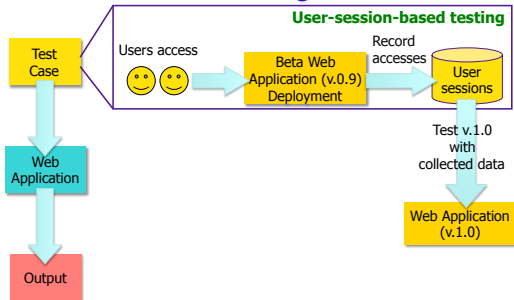 User-session-based testing
Test
Case
Users access
Beta Web
Application (v.0.9)
Deployment
Record
accesses
User
sessions
Test v.1.0
with
collected data
Web
Application
Web Application
(v.1.0)
Output